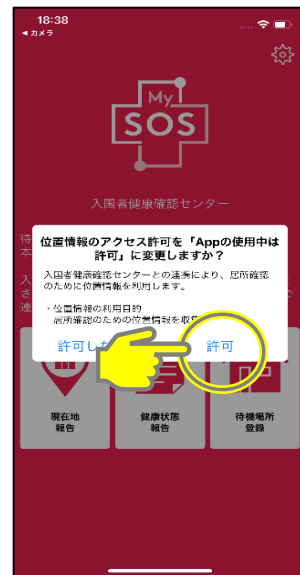 18:38
◀ カメラ
My
SOS
入国者健康確認センター
位置情報のアクセス許可を「Appの使用中は
許可」に変更しますか？
入国者健康確認センターとの連携により、居所確認
のために位置情報を利用します。
・位置情報の利用目的
居所確認のための位置情報を収
許可し
許可
現在地
報告
健康状態
報告
待機場所
登録